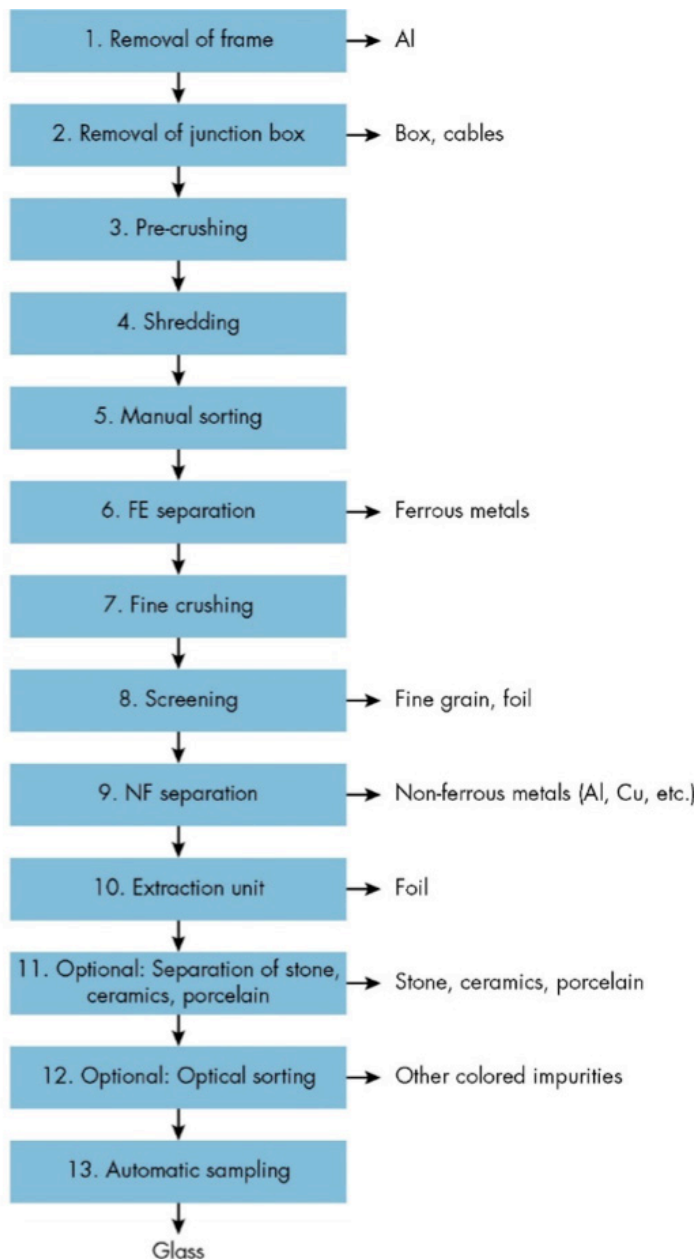 1. Removal of frame
Al
2. Removal of junction box
Box, cables
3. Pre-crushing
4. Shredding
5. Manual sorting
6. FE separation
Ferrous metals
7. Fine crushing
8. Screening
Fine grain, foil
9. NF separation
Non-ferrous metals (Al, Cu, etc.)
10. Extraction unit
Foil
11. Optional: Separation of stone,
ceramics, porcelain
Stone, ceramics, porcelain
12. Optional: Optical sorting
Other colored impurities
13. Automatic sampling
Glass